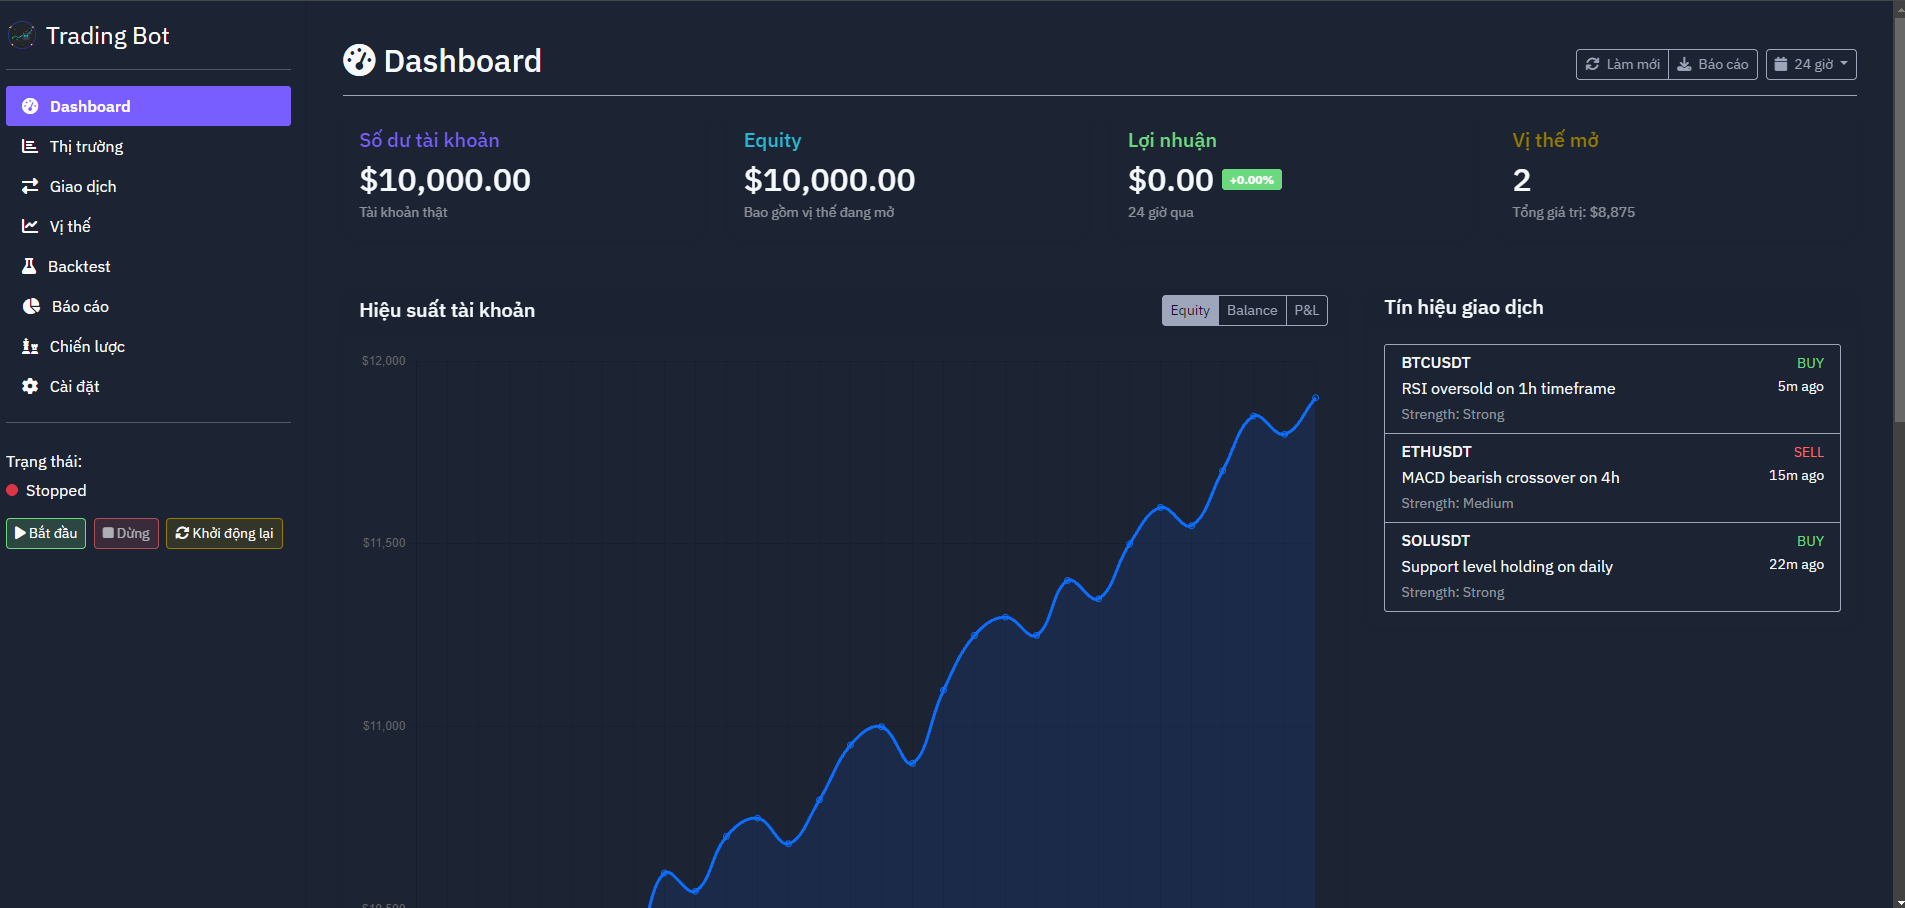 Trading Bot
Dashboard
Thị trường
Giao dịch
Vị thế
Backtest
Báo cáo
Chiến lược
Cài đặt
Trạng thái:
Stopped
Bắt đầu Dừng Khởi động lại
Dashboard
Làm mới Báo cáo 24 giờ
Số dư tài khoản
$10,000.00
Tài khoản thật
Equity
$10,000.00
Bao gồm vị thế đang mở
Lợi nhuận
$0.00 +0.00%
24 giờ qua
Vị thế mở
2
Tổng giá trị: $8,875
Hiệu suất tài khoản
Equity Balance P&L
$12,000
$11,500
$11,000
$10,500
Tín hiệu giao dịch
BTCUSDT BUY
RSI oversold on 1h timeframe 5m ago
Strength: Strong
ETHUSDT SELL
MACD bearish crossover on 4h 15m ago
Strength: Medium
SOLUSDT BUY
Support level holding on daily 22m ago
Strength: Strong